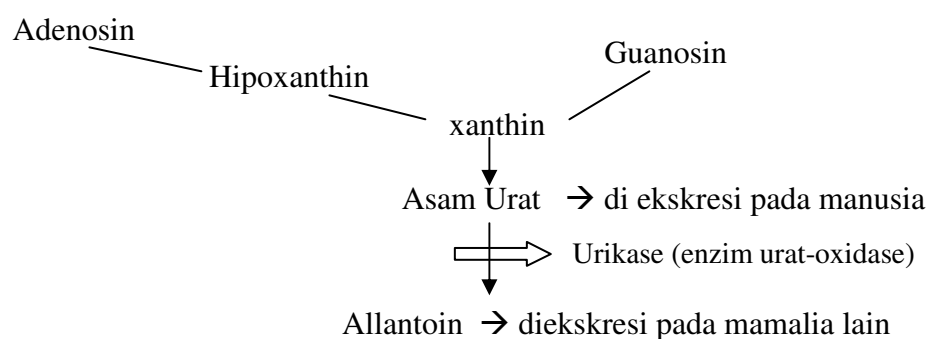 Adenosin
Guanosin
Hipoxanthin
xanthin
Asam Urat → di ekskresi pada manusia
Urikase (enzim urat-oxidase)
Allantoin → diekskresi pada mamalia lain